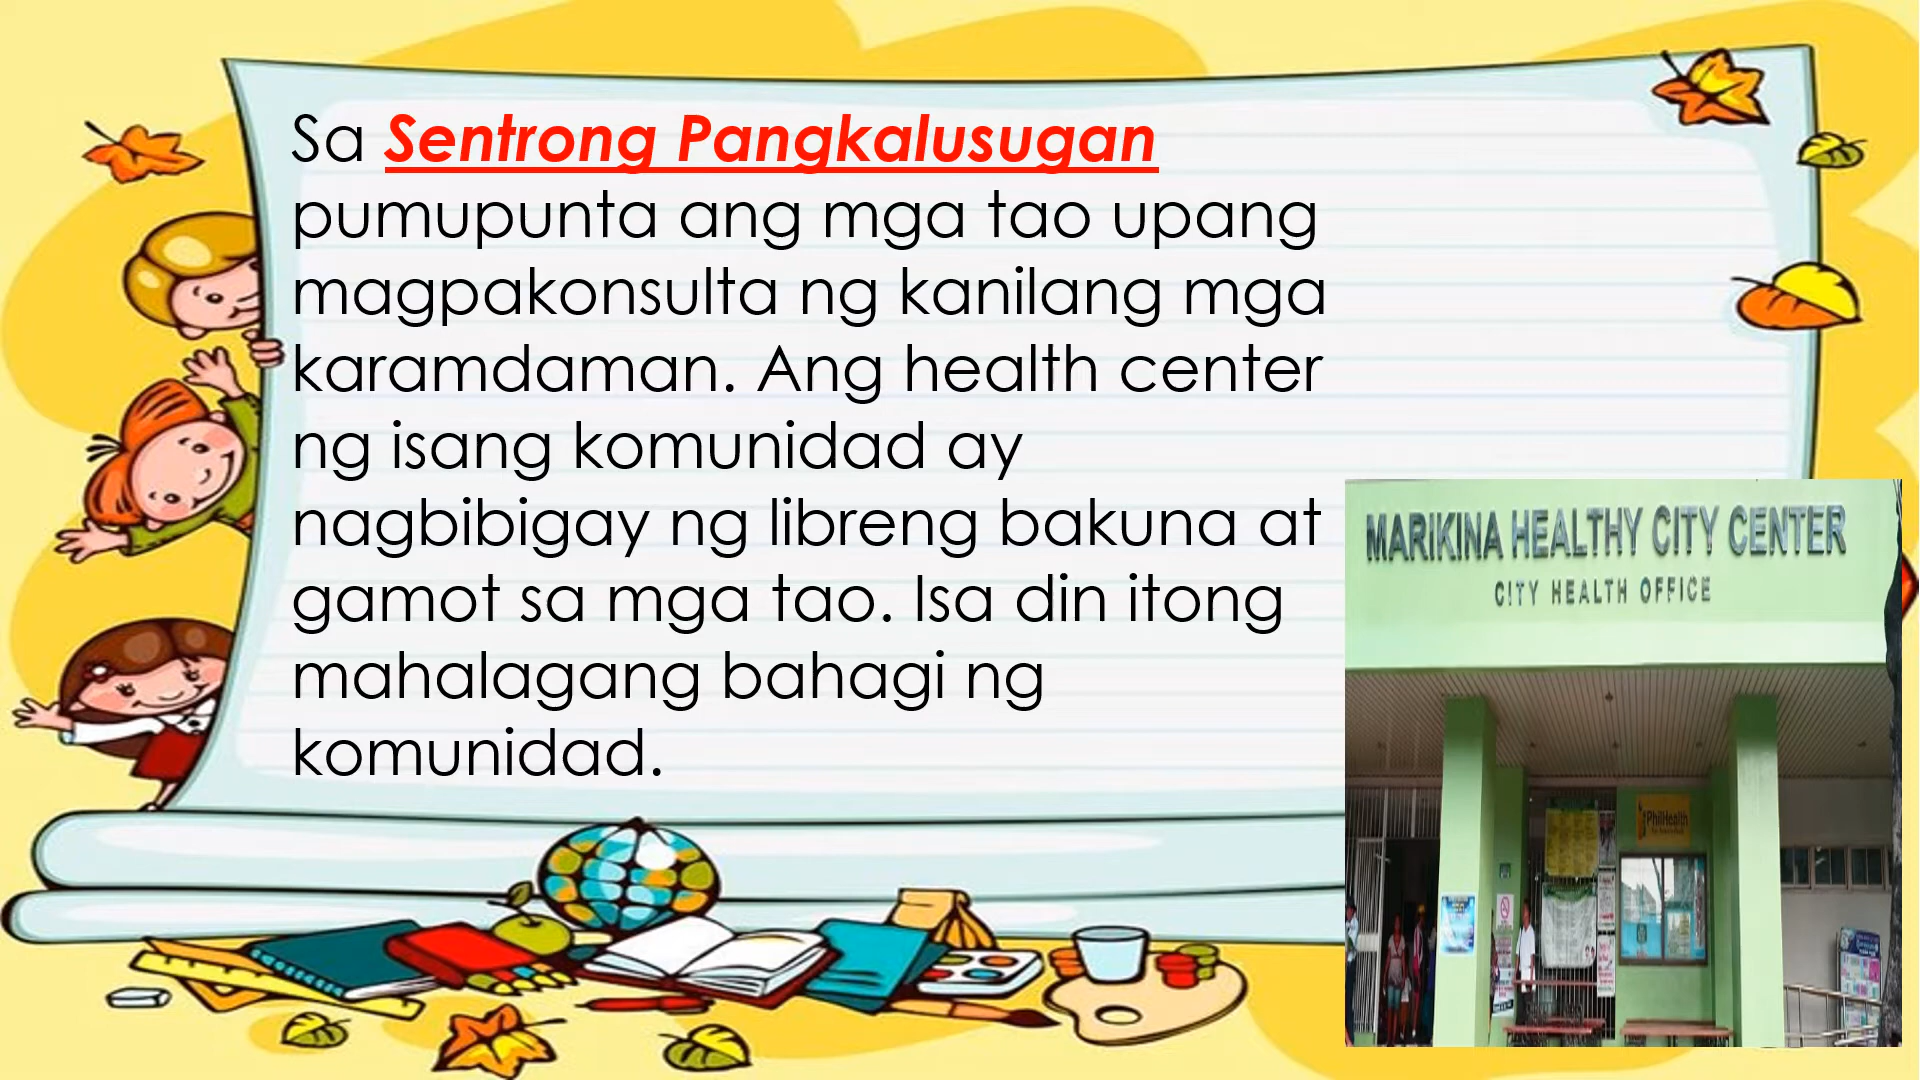 Sa Sentrong Pangkalusugan
pumupunta ang mga tao upang
magpakonsulta ng kanilang mga
karamdaman. Ang health center
ng isang komunidad ay
nagbibigay ng libreng bakuna at
gamot sa mga tao. Isa din itong
mahalagang bahagi ng
komunidad.
MARIKINA HEALTHY CITY CENTER
CITY HEALTH OFFICE
PhilHealth